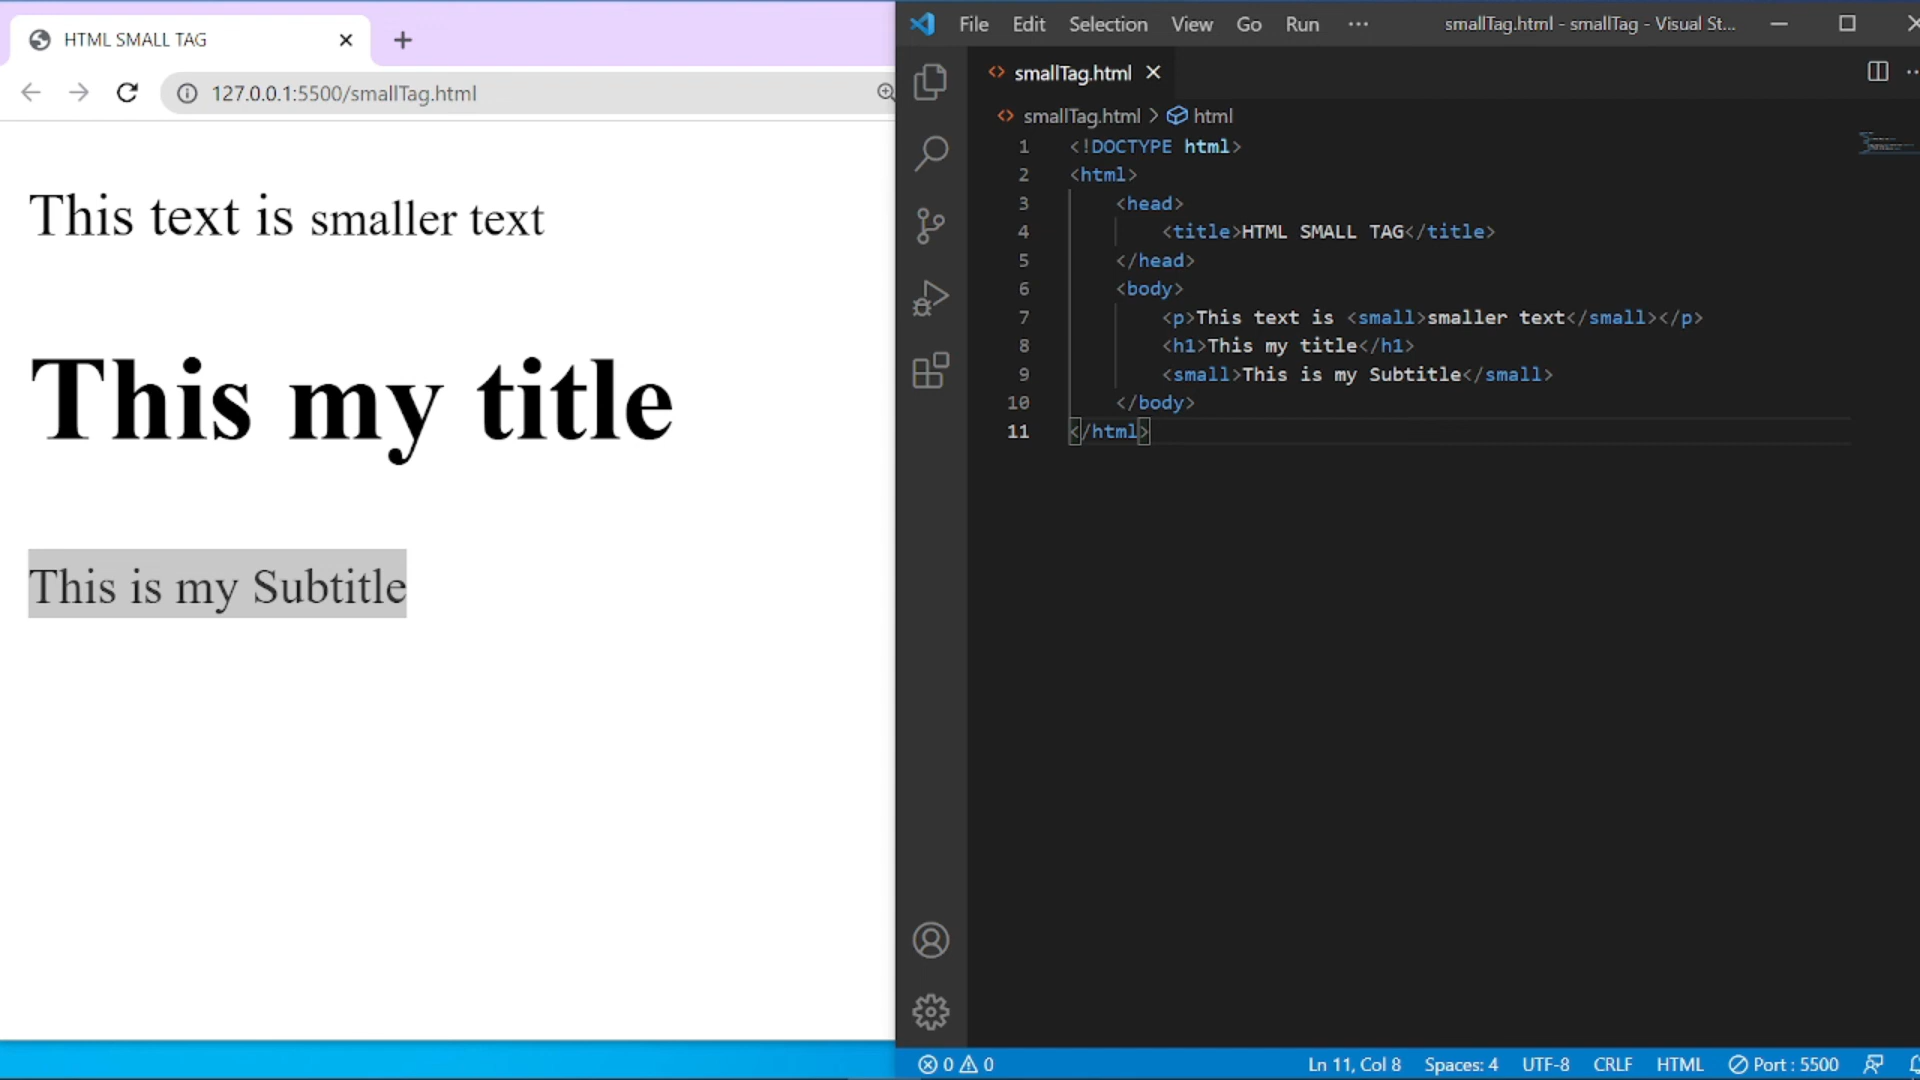 HTML SMALL TAG
127.0.0.1:5500/smallTag.html
This text is smaller text
This my title
This is my Subtitle
File Edit Selection View Go Run ··· smallTag.html - smallTag - Visual St...
smallTag.html
smallTag.html > html
1 <!DOCTYPE html>
2 <html>
3 <head>
4 <title>HTML SMALL TAG</title>
5 </head>
6 <body>
7 <p>This text is <small>smaller text</small></p>
8 <h1>This my title</h1>
9 <small>This is my Subtitle</small>
10 </body>
11 </html>
0 0 Ln 11, Col 8 Spaces: 4 UTF-8 CRLF HTML Port : 5500